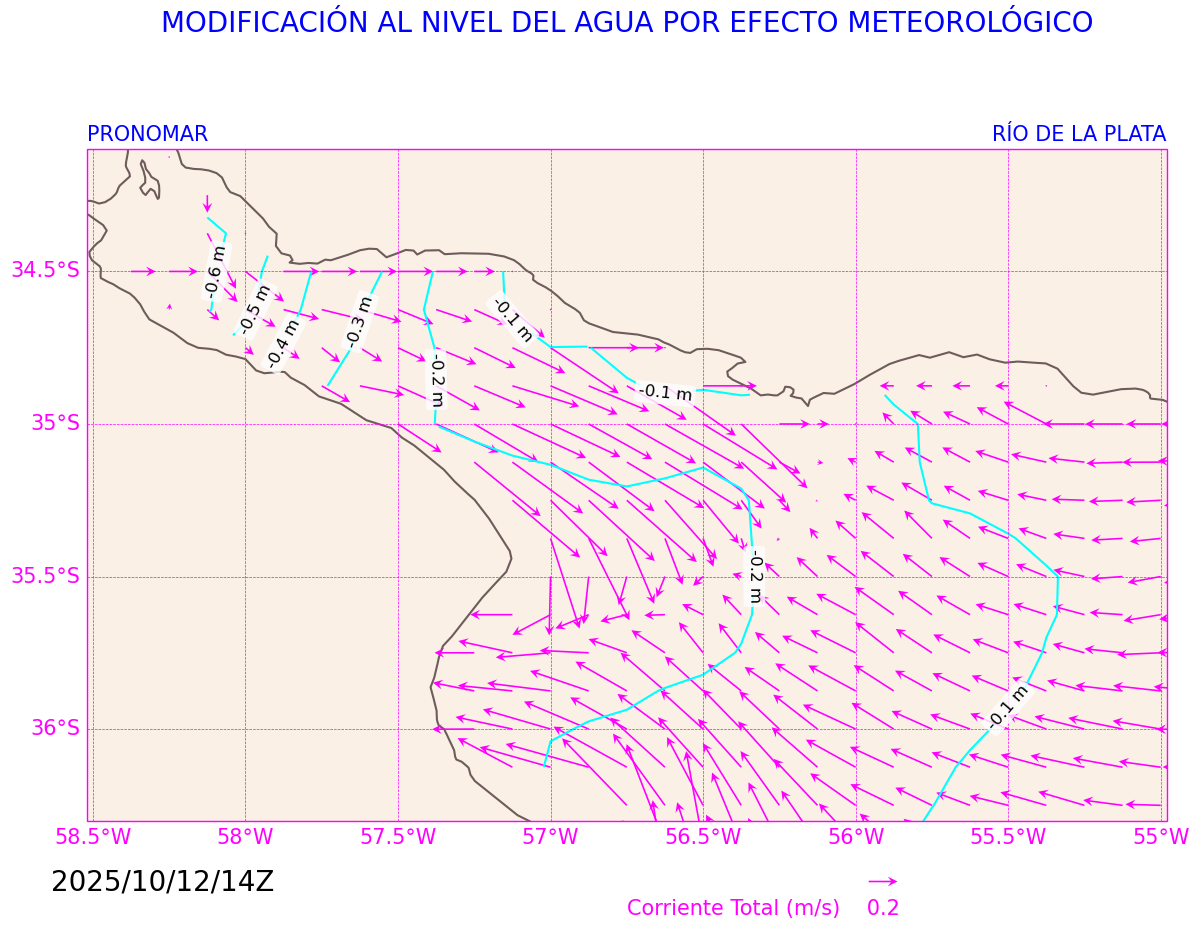 MODIFICACIÓN AL NIVEL DEL AGUA POR EFECTO METEOROLÓGICO
PRONOMAR
RÍO DE LA PLATA
34.5°S
35°S
35.5°S
36°S
-0.6 m
-0.5 m
-0.4 m
-0.3 m
-0.2 m
-0.1 m
-0.1 m
-0.2 m
-0.1 m
58.5°W
58°W
57.5°W
57°W
56.5°W
56°W
55.5°W
55°W
2025/10/12/14Z
Corriente Total (m/s) 0.2